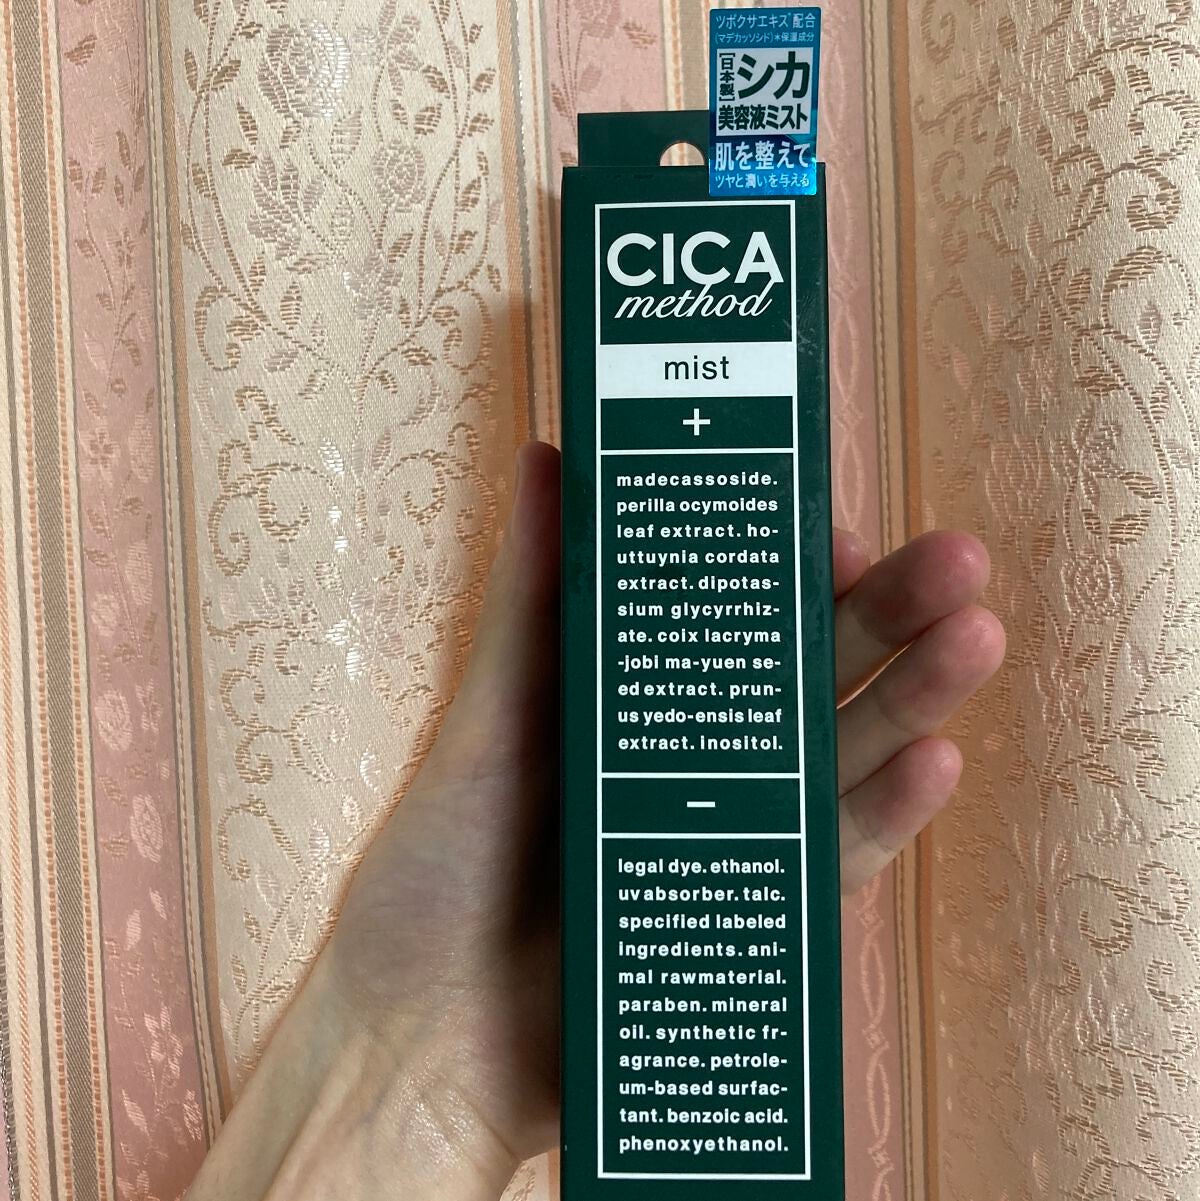 ツボクサエキス*配合
(マデカッソシド)*保湿成分
[日本製]シカ
美容液ミスト
肌を整えて
ツヤと潤いを与える
CICA
method
mist
+
madecassoside.
perilla ocymoides
leaf extract. ho-
uttuynia cordata
extract. dipotas-
sium glycyrrhiz-
ate. coix lacryma
-jobi ma-yuen se-
ed extract. prun-
us yedo-ensis leaf
extract. inositol.
−
legal dye. ethanol.
uv absorber. talc.
specified labeled
ingredients. ani-
mal rawmaterial.
paraben. mineral
oil. synthetic fr-
agrance. petrole-
um-based surfac-
tant. benzoic acid.
phenoxyethanol.